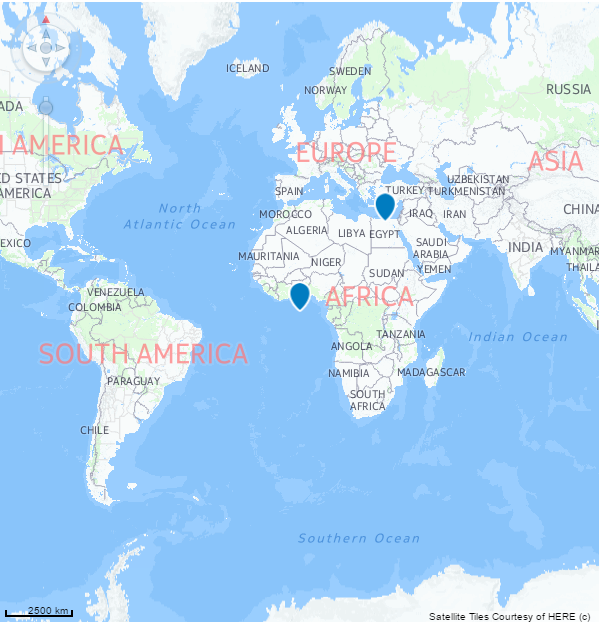 ICELAND
SWEDEN
NORWAY
RUSSIA
ADA
I AMERICA
EUROPE
ASIA
ED STATES
AMERICA
SPAIN
TURKEY
UZBEKISTAN
TURKMENISTAN
North
Atlantic Ocean
MOROCCO
CHINA
ALGERIA
LIBYA
EGYPT
IRAQ
IRAN
EXICO
MAURITANIA
NIGER
SAUDI
ARABIA
INDIA
MYANMAR
SUDAN
YEMEN
THAILA
VENEZUELA
COLOMBIA
AFRICA
TANZANIA
Indian Ocean
SOUTH AMERICA
ANGOLA
PARAGUAY
NAMIBIA
MADAGASCAR
SOUTH
AFRICA
CHILE
Southern Ocean
2500 km
Satellite Tiles Courtesy of HERE (c)